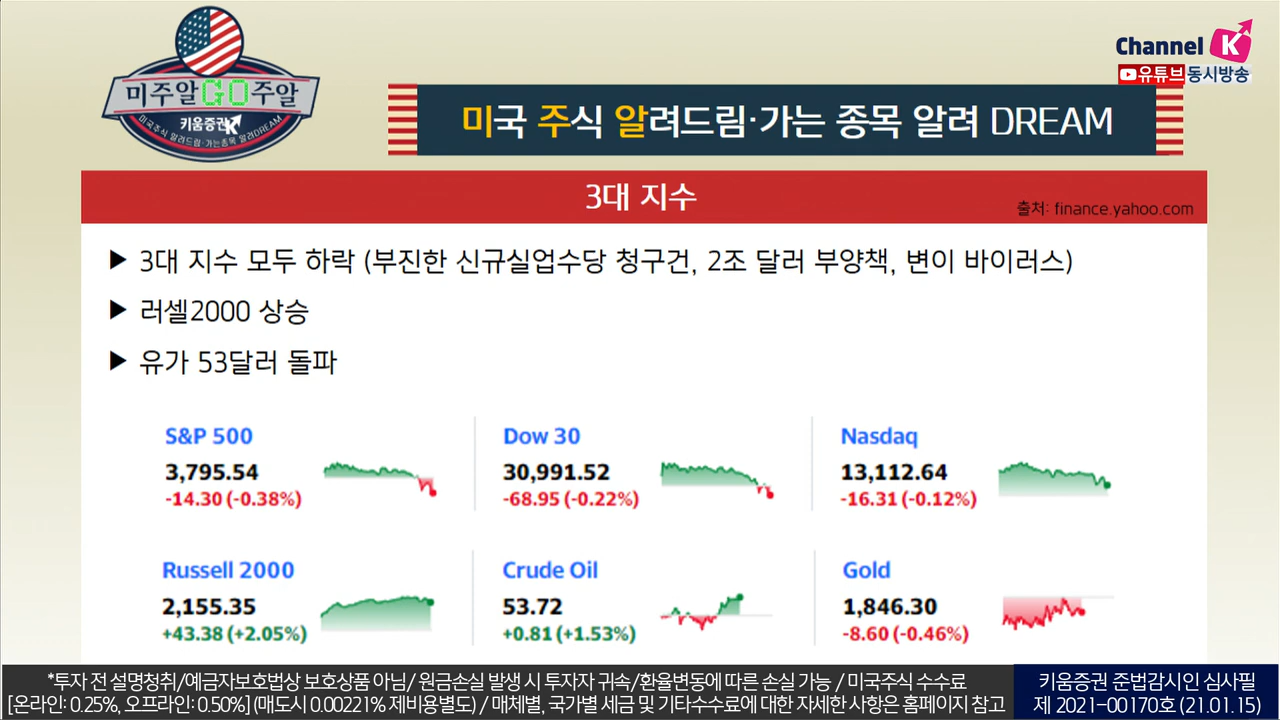 미주알GO주알
키움증권
미국주식 알려드림·가는종목 알려DREAM
Channel K
유튜브동시방송
미국 주식 알려드림·가는 종목 알려 DREAM
3대 지수
출처: finance.yahoo.com
▶ 3대 지수 모두 하락 (부진한 신규실업수당 청구건, 2조 달러 부양책, 변이 바이러스)
▶ 러셀2000 상승
▶ 유가 53달러 돌파
S&P 500
3,795.54
-14.30 (-0.38%)
Dow 30
30,991.52
-68.95 (-0.22%)
Nasdaq
13,112.64
-16.31 (-0.12%)
Russell 2000
2,155.35
+43.38 (+2.05%)
Crude Oil
53.72
+0.81 (+1.53%)
Gold
1,846.30
-8.60 (-0.46%)
*투자 전 설명청취/예금자보호법상 보호상품 아님/ 원금손실 발생 시 투자자 귀속/환율변동에 따른 손실 가능 / 미국주식 수수료
[온라인: 0.25%, 오프라인: 0.50%] (매도시 0.00221% 제비용별도) / 매체별, 국가별 세금 및 기타수수료에 대한 자세한 사항은 홈페이지 참고
키움증권 준법감시인 심사필
제 2021-00170호 (21.01.15)